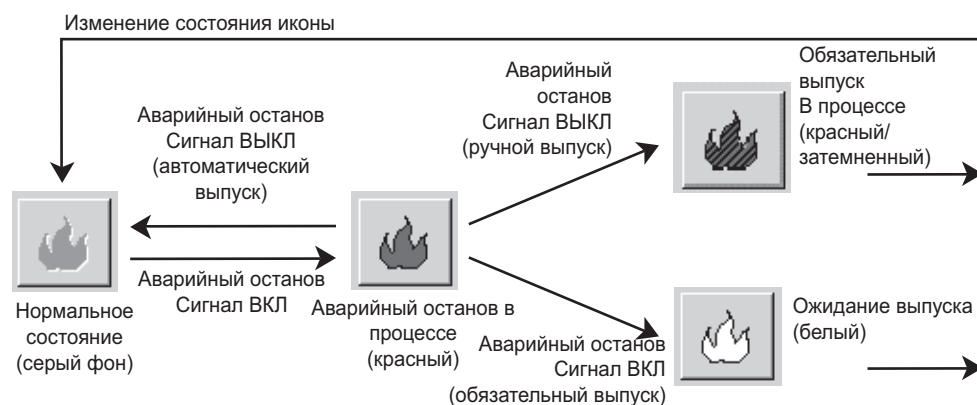 Изменение состояния иконы
Аварийный останов
Сигнал ВЫКЛ
(автоматический
выпуск)
Аварийный
останов
Сигнал ВЫКЛ
(ручной выпуск)
Обязательный
выпуск
В процессе
(красный/
затемненный)
Аварийный останов
Сигнал ВКЛ
Нормальное
состояние
(серый фон)
Аварийный останов в
процессе
(красный)
Аварийный останов
Сигнал ВКЛ
(обязательный выпуск)
Ожидание выпуска
(белый)